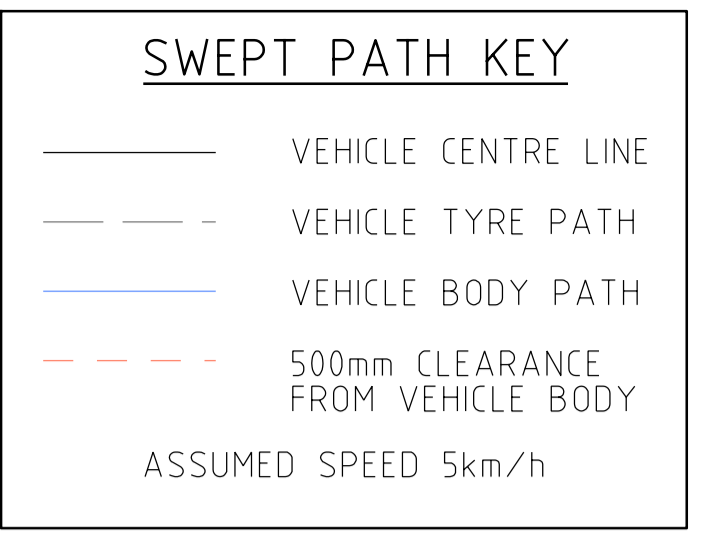 SWEPT PATH KEY
VEHICLE CENTRE LINE
VEHICLE TYRE PATH
VEHICLE BODY PATH
500mm CLEARANCE
FROM VEHICLE BODY
ASSUMED SPEED 5km/h